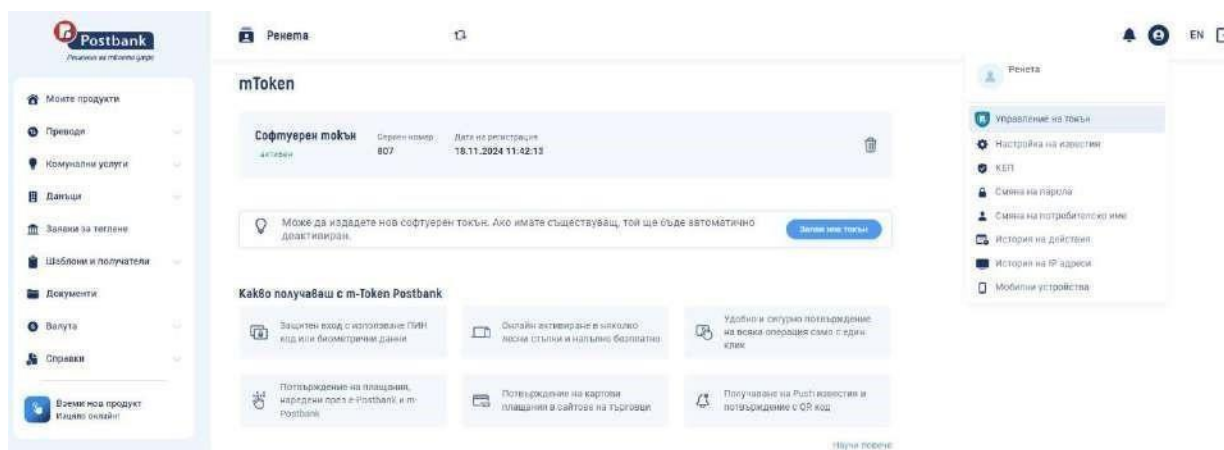 Postbank
Решения за твоето утре
Ренета
EN
Моите продукти
Преводи
Комунални услуги
Данъци
Заявки за теглене
Шаблони и получатели
Документи
Валута
Справки
Вземи нов продукт
Изцяло онлайн!
mToken
Софтуерен токън
активен
Сериен номер
807
Дата на регистрация
18.11.2024 11:42:13
Може да издадете нов софтуерен токън. Ако имате съществуващ, той ще бъде автоматично
деактивиран.
Заяви нов токън
Какво получаваш с m-Token Postbank
Защитен вход с използване ПИН
код или биометрични данни
Онлайн активиране в няколко
лесни стъпки и напълно безплатно
Удобно и сигурно потвърждение
на всяка операция само с един
клик
Потвърждение на плащания,
наредени през e-Postbank и m-
Postbank
Потвърждение на картови
плащания в сайтове на търговци
Получаване на Push известия и
потвърждение с QR код
Научи повече
Ренета
Управление на токън
Настройка на известия
КЕП
Смяна на парола
Смяна на потребителско име
История на действия
История на IP адреси
Мобилни устройства